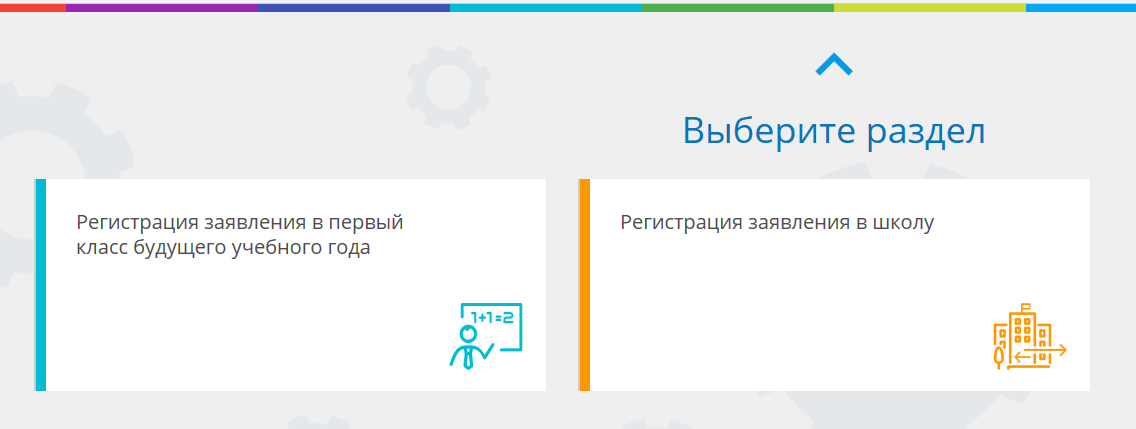 Выберите раздел
Регистрация заявления в первый
класс будущего учебного года
1+1=2
Регистрация заявления в школу